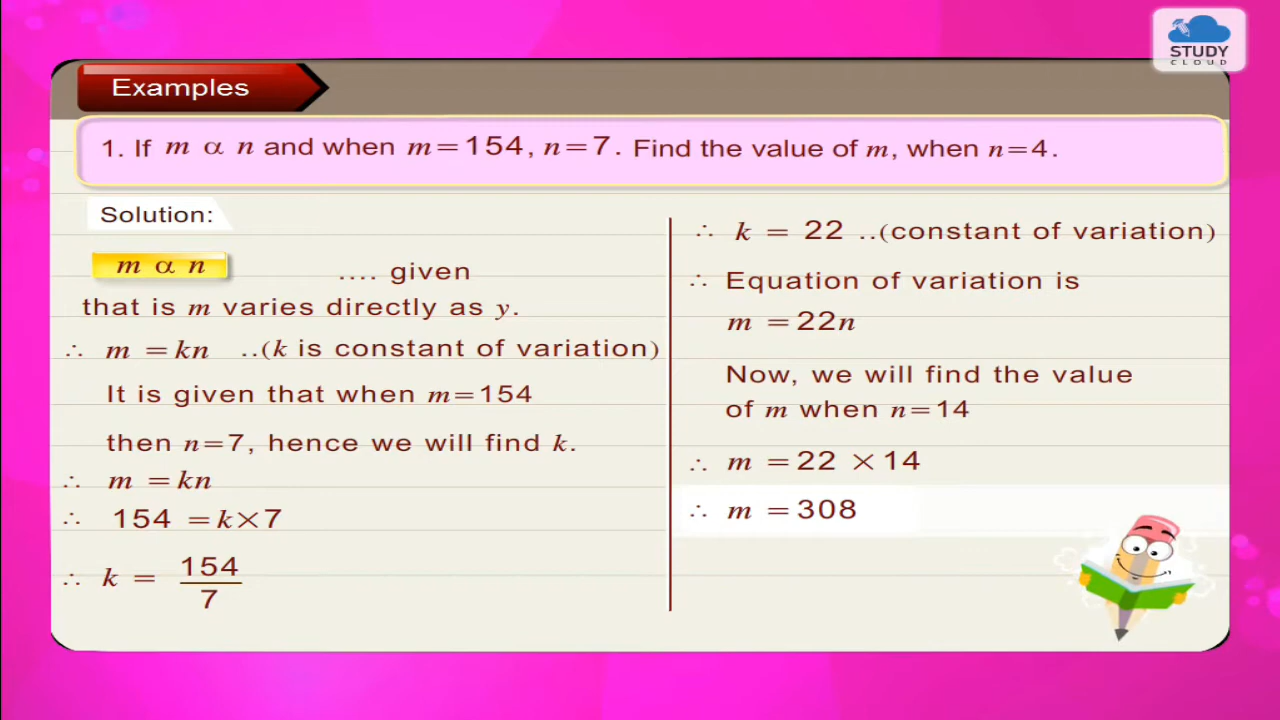 STUDY
CLOUD
Examples
1. If m α n and when m=154, n=7. Find the value of m, when n=4.
Solution:
m α n .... given
that is m varies directly as y.
∴ m = kn ..(k is constant of variation)
It is given that when m=154
then n=7, hence we will find k.
∴ m = kn
∴ 154 = k×7
∴ k = 154/7
∴ k = 22 ..(constant of variation)
∴ Equation of variation is
m = 22n
Now, we will find the value
of m when n=14
∴ m = 22 × 14
∴ m = 308